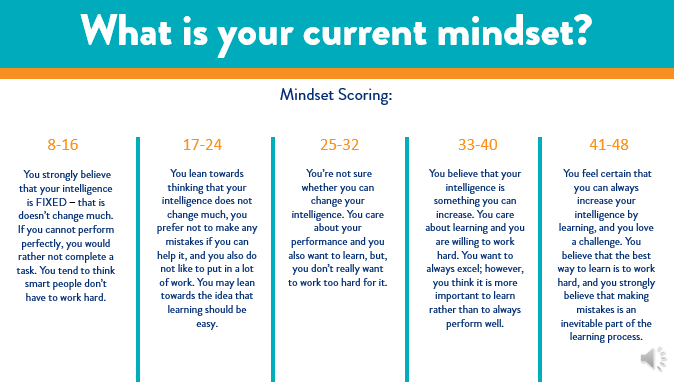 What is your current mindset?
Mindset Scoring:
8-16
You strongly believe
that your intelligence
is FIXED – that is
doesn't change much.
If you cannot perform
perfectly, you would
rather not complete a
task. You tend to think
smart people don't
have to work hard.
17-24
You lean towards
thinking that your
intelligence does not
change much, you
prefer not to make any
mistakes if you can
help it, and you also do
not like to put in a lot
of work. You may lean
towards the idea that
learning should be
easy.
25-32
You're not sure
whether you can
change your
intelligence. You care
about your
performance and you
also want to learn, but,
you don't really want
to work too hard for it.
33-40
You believe that your
intelligence is
something you can
increase. You care
about learning and you
are willing to work
hard. You want to
always excel; however,
you think it is more
important to learn
rather than to always
perform well.
41-48
You feel certain that
you can always
increase your
intelligence by
learning, and you love
a challenge. You
believe that the best
way to learn is to work
hard, and you strongly
believe that making
mistakes is an
inevitable part of the
learning process.